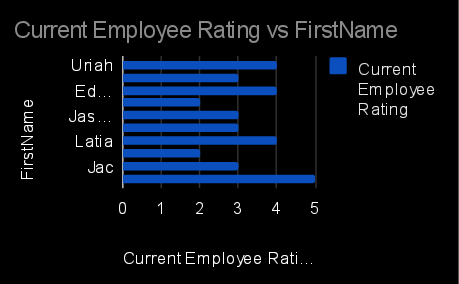 Current Employee Rating vs FirstName
Uriah
Ed...
Jas...
Latia
Jac
FirstName
0 1 2 3 4 5
Current Employee Rati...
Current
Employee
Rating